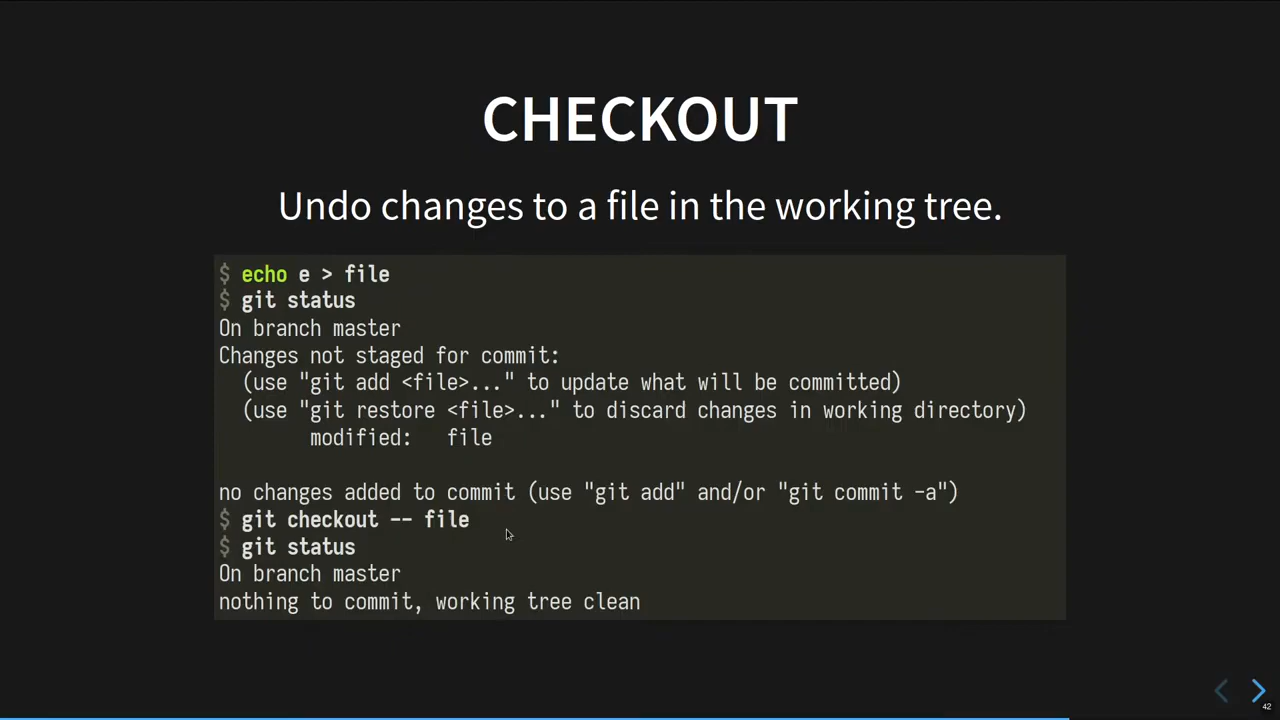 CHECKOUT
Undo changes to a file in the working tree.
$ echo e > file
$ git status
On branch master
Changes not staged for commit:
  (use "git add <file>..." to update what will be committed)
  (use "git restore <file>..." to discard changes in working directory)
        modified:   file

no changes added to commit (use "git add" and/or "git commit -a")
$ git checkout -- file
$ git status
On branch master
nothing to commit, working tree clean
42